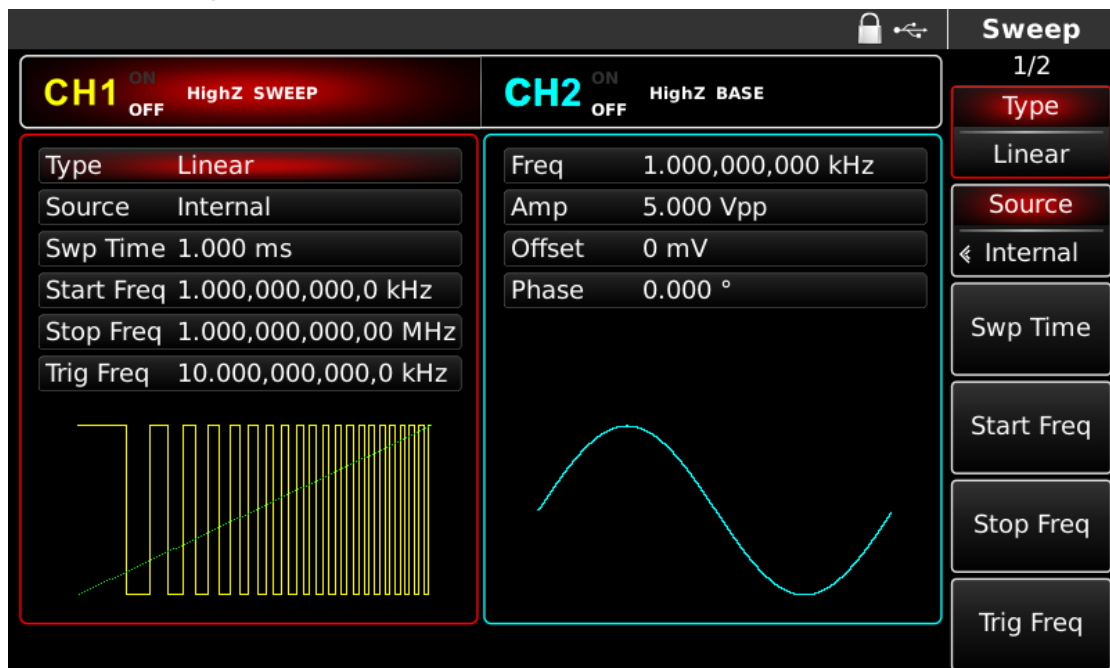 Sweep
1/2
CH1 ON OFF HighZ SWEEP
CH2 ON OFF HighZ BASE
Type Linear
Source Internal
Swp Time 1.000 ms
Start Freq 1.000,000,000,0 kHz
Stop Freq 1.000,000,000,00 MHz
Trig Freq 10.000,000,000,0 kHz
Freq 1.000,000,000 kHz
Amp 5.000 Vpp
Offset 0 mV
Phase 0.000 °
Type
Linear
Source
Internal
Swp Time
Start Freq
Stop Freq
Trig Freq